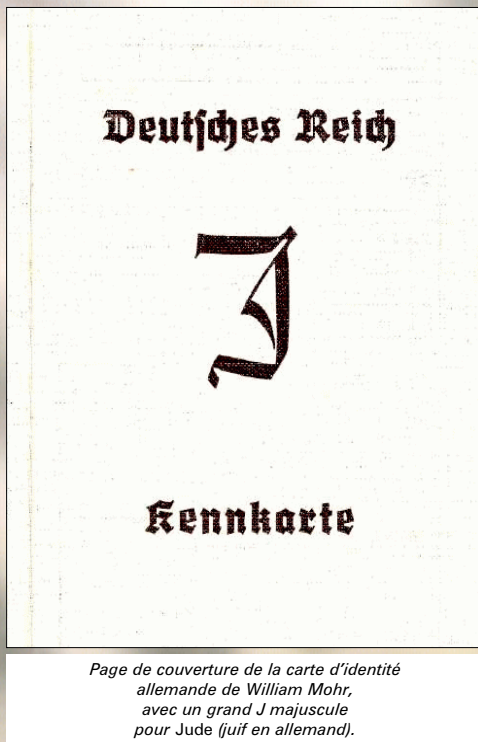 Deutsches Reich
J
Kennkarte
Page de couverture de la carte d'identité
allemande de William Mohr,
avec un grand J majuscule
pour Jude (juif en allemand).